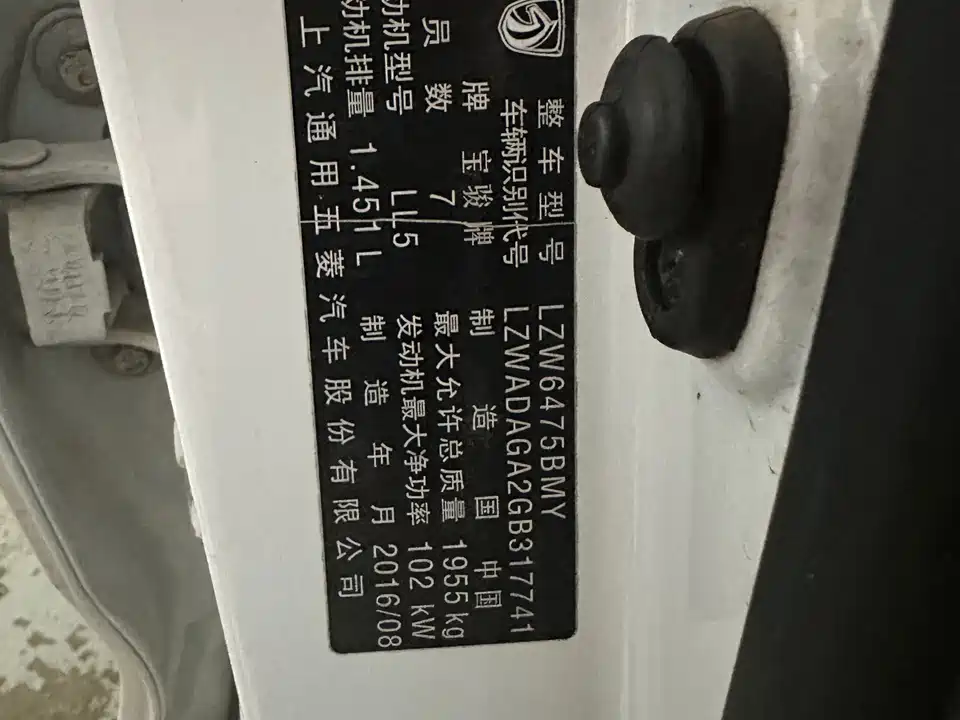 整车型号 LZW6475BMY
车辆识别代号 LZWADAGA2GB317741
牌 宝骏牌 制造国 中国
员数 7 最大允许总质量 1955 kg
动机型号 LL5 发动机最大净功率 102 kW
动机排量 1.451 L 制造年月 2016/08
上汽通用五菱汽车股份有限公司